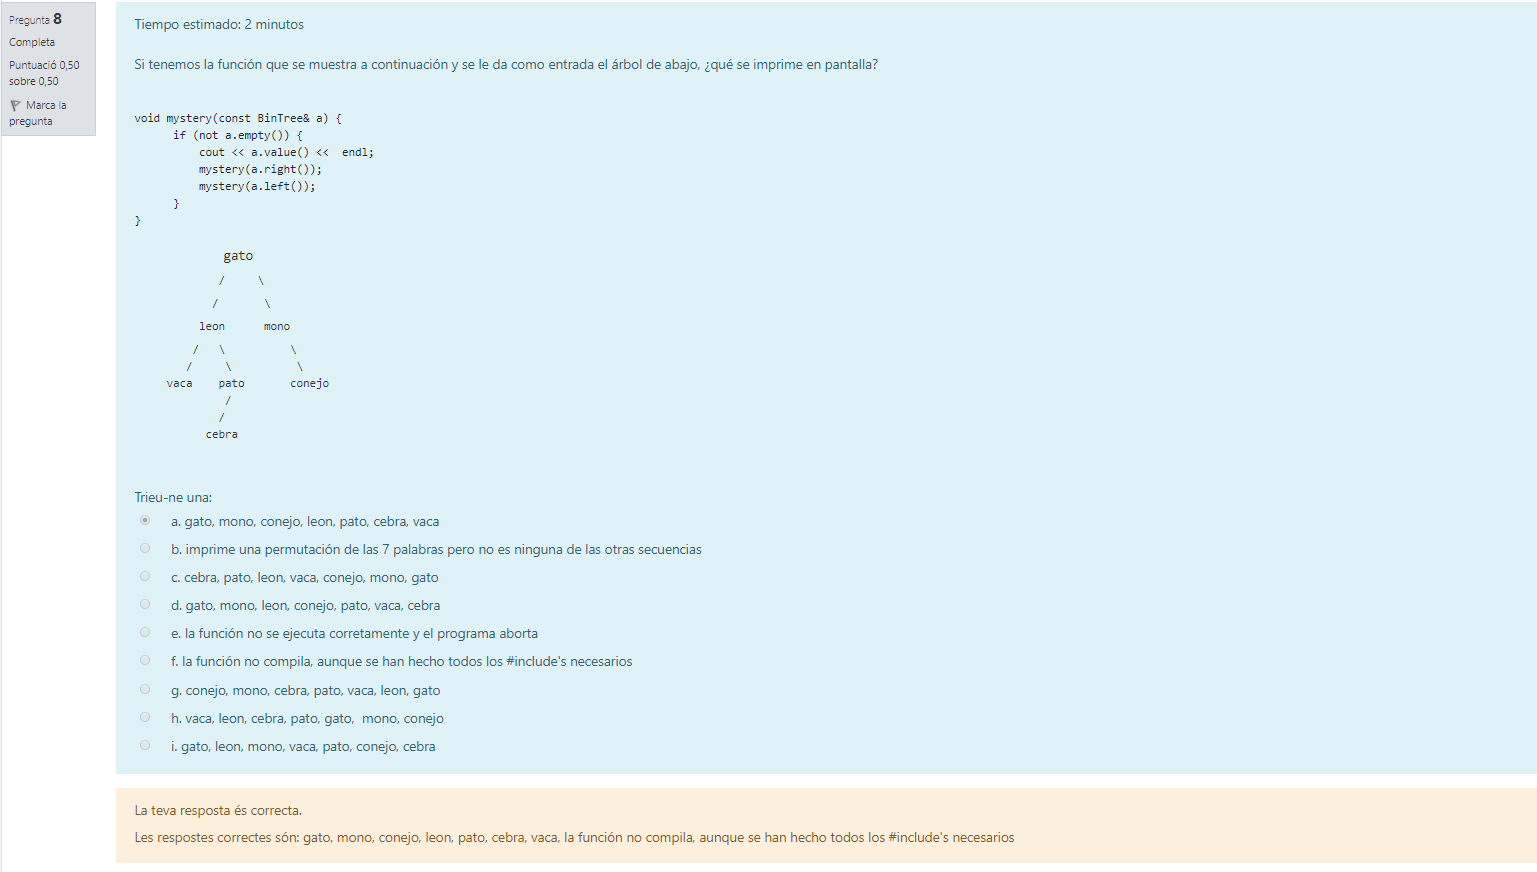 Pregunta 8
Completa
Puntuació 0,50
sobre 0,50
Marca la
pregunta
Tiempo estimado: 2 minutos
Si tenemos la función que se muestra a continuación y se le da como entrada el árbol de abajo, ¿qué se imprime en pantalla?
void mystery(const BinTree& a) {
if (not a.empty()) {
cout << a.value() << endl;
mystery(a.right());
mystery(a.left());
}
}
gato
/ \
/ \
leon mono
/ \ \
/ \ \
vaca pato conejo
/
/
cebra
Trieu-ne una:
a. gato, mono, conejo, leon, pato, cebra, vaca
b. imprime una permutación de las 7 palabras pero no es ninguna de las otras secuencias
c. cebra, pato, leon, vaca, conejo, mono, gato
d. gato, mono, leon, conejo, pato, vaca, cebra
e. la función no se ejecuta corretamente y el programa aborta
f. la función no compila, aunque se han hecho todos los #include's necesarios
g. conejo, mono, cebra, pato, vaca, leon, gato
h. vaca, leon, cebra, pato, gato, mono, conejo
i. gato, leon, mono, vaca, pato, conejo, cebra
La teva resposta és correcta.
Les respostes correctes són: gato, mono, conejo, leon, pato, cebra, vaca, la función no compila, aunque se han hecho todos los #include's necesarios